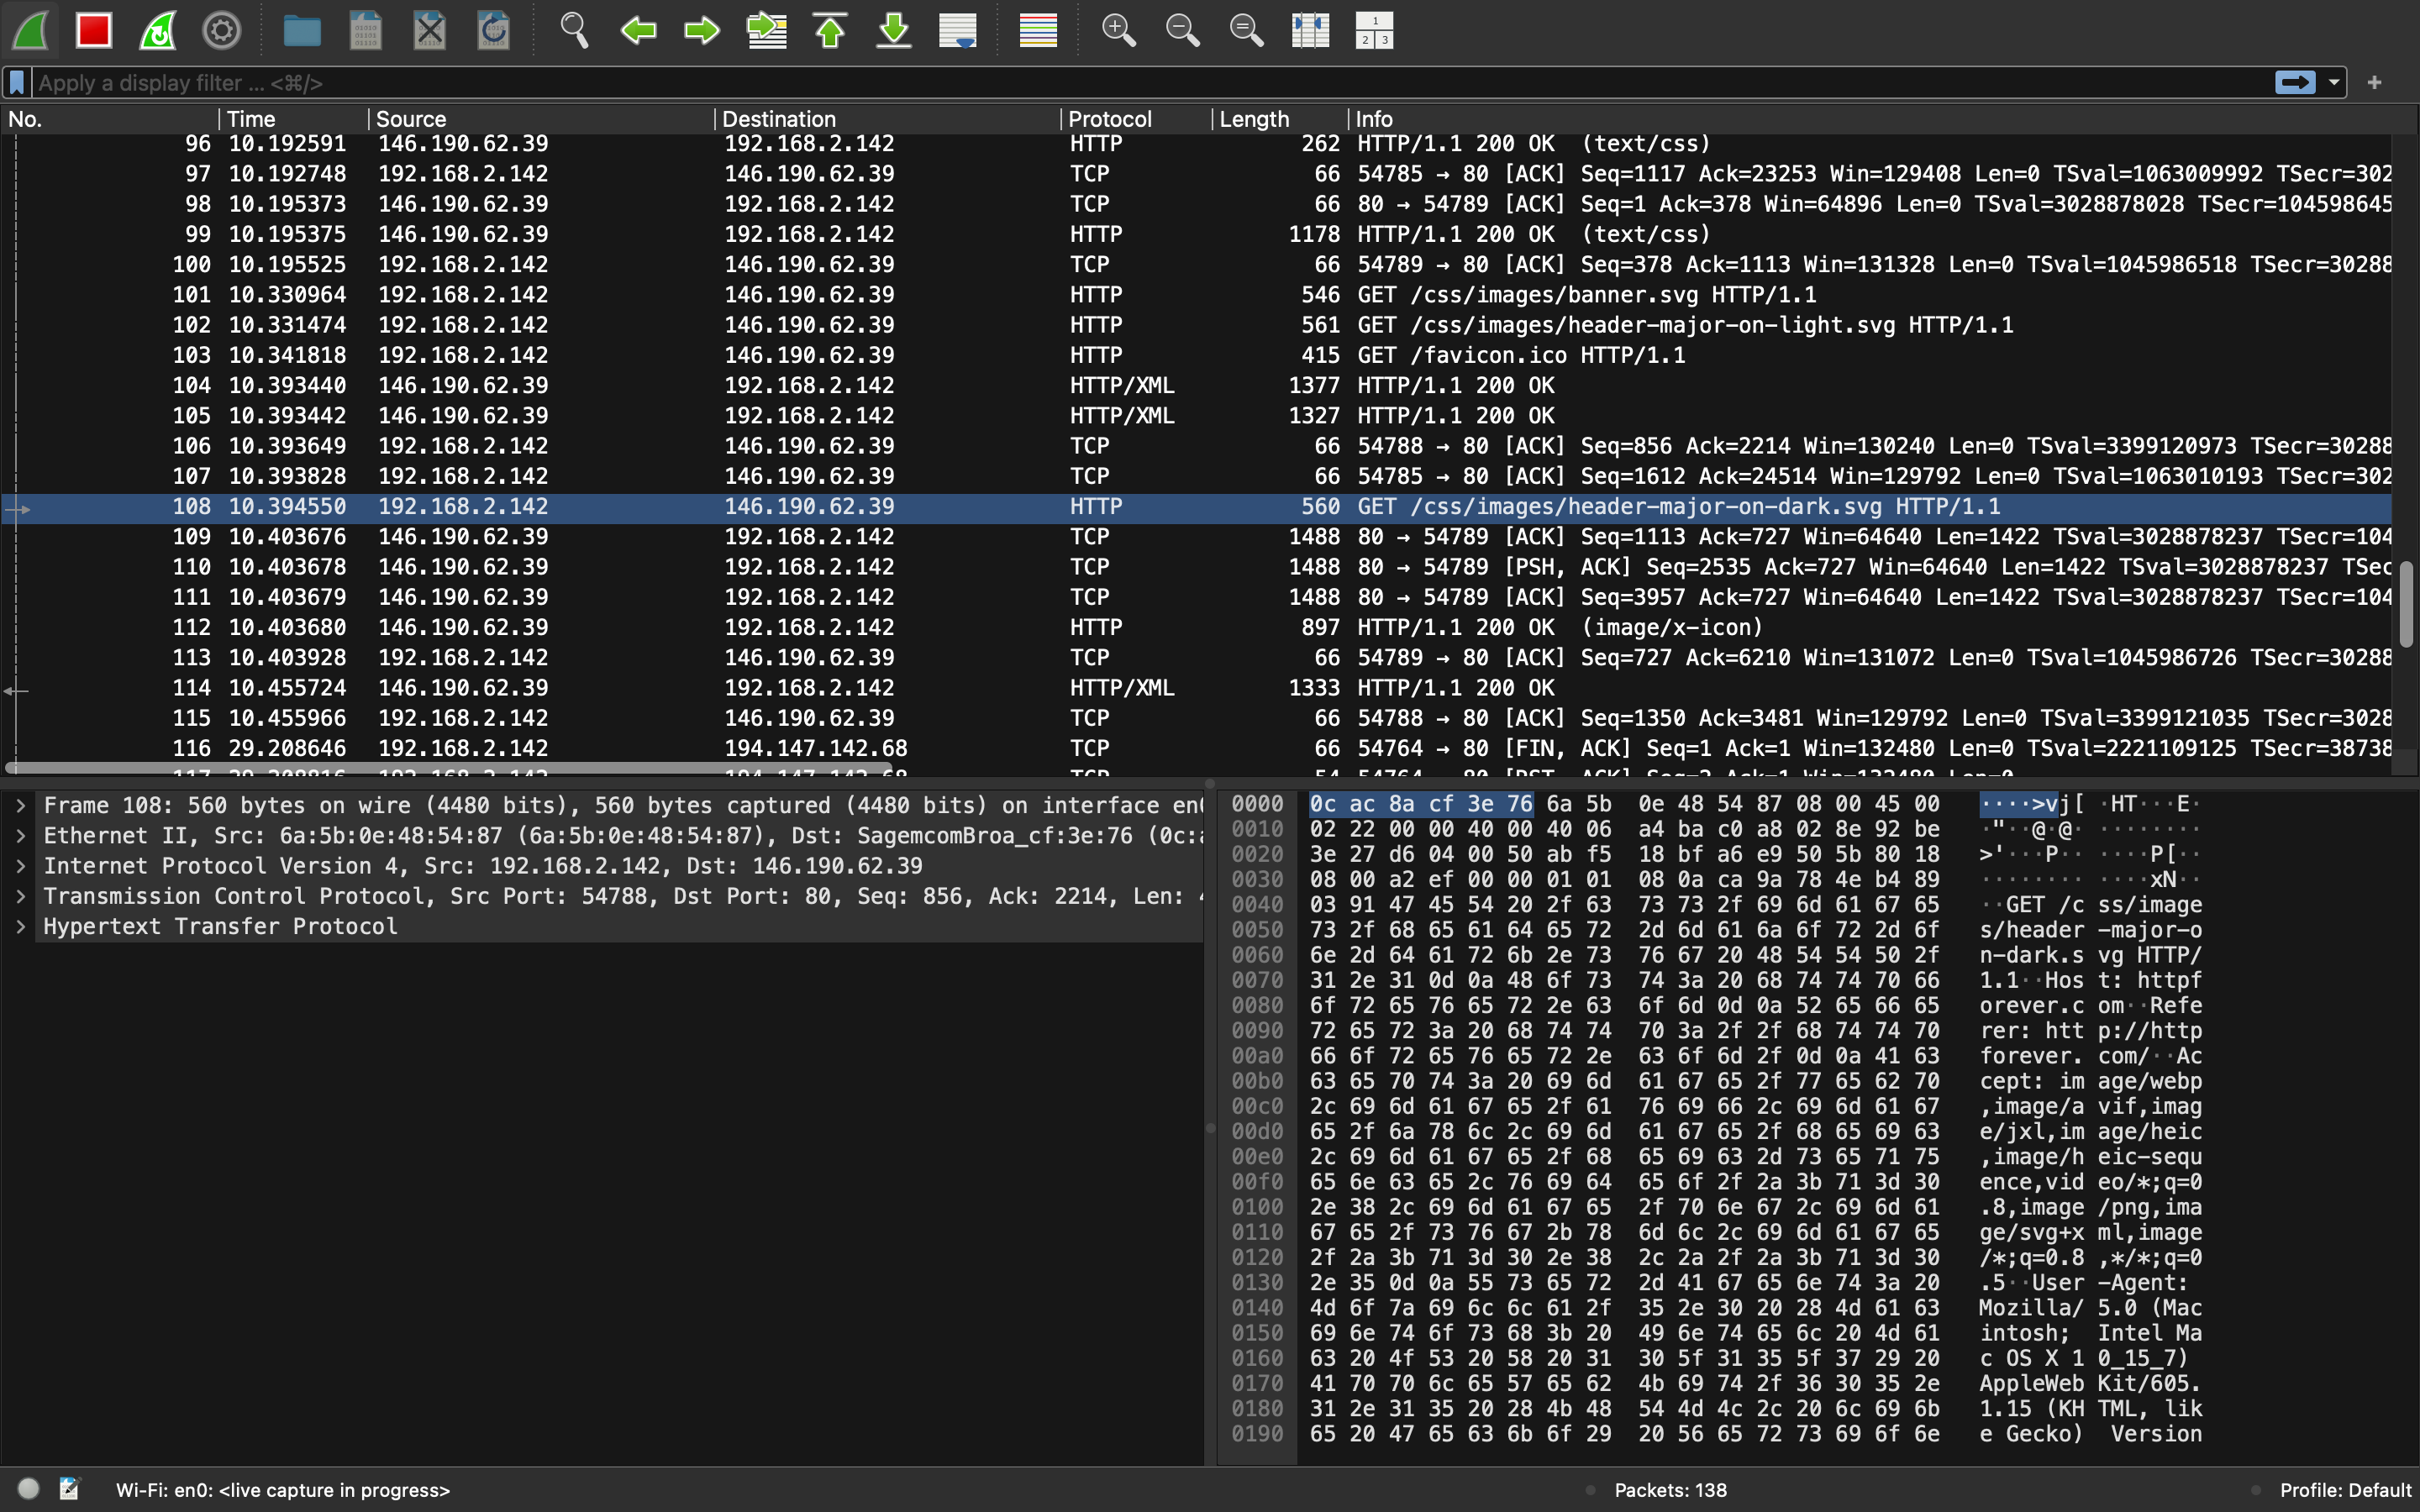 1
2 3
Apply a display filter ... <⌘/>
+
No. Time Source Destination Protocol Length Info
96 10.192591 146.190.62.39 192.168.2.142 HTTP 262 HTTP/1.1 200 OK (text/css)
97 10.192748 192.168.2.142 146.190.62.39 TCP 66 54785 → 80 [ACK] Seq=1117 Ack=23253 Win=129408 Len=0 TSval=1063009992 TSecr=302
98 10.195373 146.190.62.39 192.168.2.142 TCP 66 80 → 54789 [ACK] Seq=1 Ack=378 Win=64896 Len=0 TSval=3028878028 TSecr=104598645
99 10.195375 146.190.62.39 192.168.2.142 HTTP 1178 HTTP/1.1 200 OK (text/css)
100 10.195525 192.168.2.142 146.190.62.39 TCP 66 54789 → 80 [ACK] Seq=378 Ack=1113 Win=131328 Len=0 TSval=1045986518 TSecr=30288
101 10.330964 192.168.2.142 146.190.62.39 HTTP 546 GET /css/images/banner.svg HTTP/1.1
102 10.331474 192.168.2.142 146.190.62.39 HTTP 561 GET /css/images/header-major-on-light.svg HTTP/1.1
103 10.341818 192.168.2.142 146.190.62.39 HTTP 415 GET /favicon.ico HTTP/1.1
104 10.393440 146.190.62.39 192.168.2.142 HTTP/XML 1377 HTTP/1.1 200 OK
105 10.393442 146.190.62.39 192.168.2.142 HTTP/XML 1327 HTTP/1.1 200 OK
106 10.393649 192.168.2.142 146.190.62.39 TCP 66 54788 → 80 [ACK] Seq=856 Ack=2214 Win=130240 Len=0 TSval=3399120973 TSecr=30288
107 10.393828 192.168.2.142 146.190.62.39 TCP 66 54785 → 80 [ACK] Seq=1612 Ack=24514 Win=129792 Len=0 TSval=1063010193 TSecr=302
108 10.394550 192.168.2.142 146.190.62.39 HTTP 560 GET /css/images/header-major-on-dark.svg HTTP/1.1
109 10.403676 146.190.62.39 192.168.2.142 TCP 1488 80 → 54789 [ACK] Seq=1113 Ack=727 Win=64640 Len=1422 TSval=3028878237 TSecr=104
110 10.403678 146.190.62.39 192.168.2.142 TCP 1488 80 → 54789 [PSH, ACK] Seq=2535 Ack=727 Win=64640 Len=1422 TSval=3028878237 TSec
111 10.403679 146.190.62.39 192.168.2.142 TCP 1488 80 → 54789 [ACK] Seq=3957 Ack=727 Win=64640 Len=1422 TSval=3028878237 TSecr=104
112 10.403680 146.190.62.39 192.168.2.142 HTTP 897 HTTP/1.1 200 OK (image/x-icon)
113 10.403928 192.168.2.142 146.190.62.39 TCP 66 54789 → 80 [ACK] Seq=727 Ack=6210 Win=131072 Len=0 TSval=1045986726 TSecr=30288
114 10.455724 146.190.62.39 192.168.2.142 HTTP/XML 1333 HTTP/1.1 200 OK
115 10.455966 192.168.2.142 146.190.62.39 TCP 66 54788 → 80 [ACK] Seq=1350 Ack=3481 Win=129792 Len=0 TSval=3399121035 TSecr=3028
116 29.208646 192.168.2.142 194.147.142.68 TCP 66 54764 → 80 [FIN, ACK] Seq=1 Ack=1 Win=132480 Len=0 TSval=2221109125 TSecr=38738
Frame 108: 560 bytes on wire (4480 bits), 560 bytes captured (4480 bits) on interface en0
Ethernet II, Src: 6a:5b:0e:48:54:87 (6a:5b:0e:48:54:87), Dst: SagemcomBroa_cf:3e:76 (0c:a
Internet Protocol Version 4, Src: 192.168.2.142, Dst: 146.190.62.39
Transmission Control Protocol, Src Port: 54788, Dst Port: 80, Seq: 856, Ack: 2214, Len: 4
Hypertext Transfer Protocol
0000 0c ac 8a cf 3e 76 6a 5b 0e 48 54 87 08 00 45 00 ····>vj[ ·HT···E·
0010 02 22 00 00 40 00 40 06 a4 ba c0 a8 02 8e 92 be ·"··@·@· ········
0020 3e 27 d6 04 00 50 ab f5 18 bf a6 e9 50 5b 80 18 >'···P·· ····P[··
0030 08 00 a2 ef 00 00 01 01 08 0a ca 9a 78 4e b4 89 ········ ····xN··
0040 03 91 47 45 54 20 2f 63 73 73 2f 69 6d 61 67 65 ··GET /c ss/image
0050 73 2f 68 65 61 64 65 72 2d 6d 61 6a 6f 72 2d 6f s/header -major-o
0060 6e 2d 64 61 72 6b 2e 73 76 67 20 48 54 54 50 2f n-dark.s vg HTTP/
0070 31 2e 31 0d 0a 48 6f 73 74 3a 20 68 74 74 70 66 1.1··Hos t: httpf
0080 6f 72 65 76 65 72 2e 63 6f 6d 0d 0a 52 65 66 65 orever.c om··Refe
0090 72 65 72 3a 20 68 74 74 70 3a 2f 2f 68 74 74 70 rer: htt p://http
00a0 66 6f 72 65 76 65 72 2e 63 6f 6d 2f 0d 0a 41 63 forever. com/··Ac
00b0 63 65 70 74 3a 20 69 6d 61 67 65 2f 77 65 62 70 cept: im age/webp
00c0 2c 69 6d 61 67 65 2f 61 76 69 66 2c 69 6d 61 67 ,image/a vif,imag
00d0 65 2f 6a 78 6c 2c 69 6d 61 67 65 2f 68 65 69 63 e/jxl,im age/heic
00e0 2c 69 6d 61 67 65 2f 68 65 69 63 2d 73 65 71 75 ,image/h eic-sequ
00f0 65 6e 63 65 2c 76 69 64 65 6f 2f 2a 3b 71 3d 30 ence,vid eo/*;q=0
0100 2e 38 2c 69 6d 61 67 65 2f 70 6e 67 2c 69 6d 61 .8,image /png,ima
0110 67 65 2f 73 76 67 2b 78 6d 6c 2c 69 6d 61 67 65 ge/svg+x ml,image
0120 2f 2a 3b 71 3d 30 2e 38 2c 2a 2f 2a 3b 71 3d 30 /*;q=0.8 ,*/*;q=0
0130 2e 35 0d 0a 55 73 65 72 2d 41 67 65 6e 74 3a 20 .5··User -Agent:
0140 4d 6f 7a 69 6c 6c 61 2f 35 2e 30 20 28 4d 61 63 Mozilla/ 5.0 (Mac
0150 69 6e 74 6f 73 68 3b 20 49 6e 74 65 6c 20 4d 61 intosh; Intel Ma
0160 63 20 4f 53 20 58 20 31 30 5f 31 35 5f 37 29 20 c OS X 1 0_15_7)
0170 41 70 70 6c 65 57 65 62 4b 69 74 2f 36 30 35 2e AppleWeb Kit/605.
0180 31 2e 31 35 20 28 4b 48 54 4d 4c 2c 20 6c 69 6b 1.15 (KH TML, lik
0190 65 20 47 65 63 6b 6f 29 20 56 65 72 73 69 6f 6e e Gecko) Version
Wi-Fi: en0: <live capture in progress> Packets: 138 Profile: Default